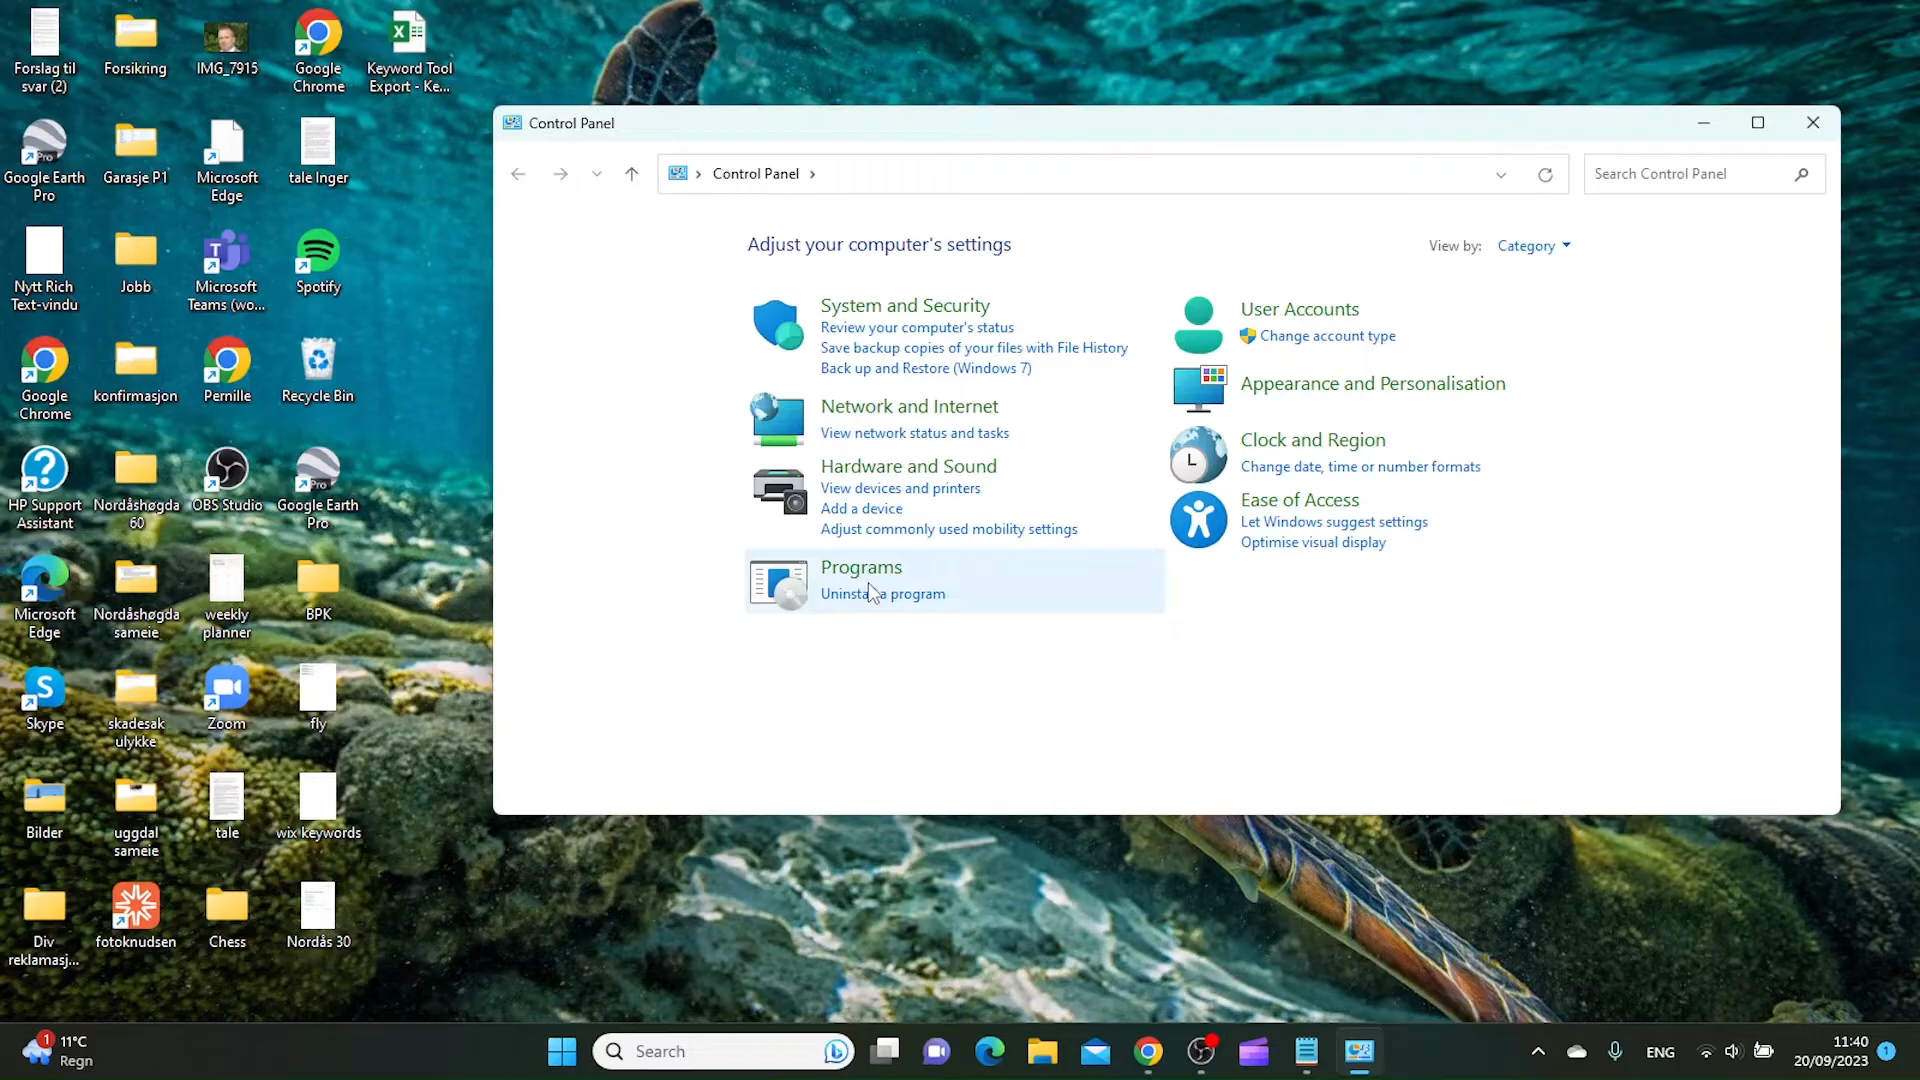 Forslag til
svar (2)
Forsikring
IMG_7915
Google
Chrome
Keyword Tool
Export - Ke...
Google Earth
Pro
Garasje P1
Microsoft
Edge
tale Inger
Nytt Rich
Text-vindu
Jobb
Microsoft
Teams (wo...
Spotify
Google
Chrome
konfirmasjon
Pernille
Recycle Bin
HP Support
Assistant
Nordåshøgda
60
OBS Studio
Google Earth
Pro
Microsoft
Edge
Nordåshøgda
sameie
weekly
planner
BPK
Skype
skadesak
ulykke
Zoom
fly
Bilder
uggdal
sameie
tale
wix keywords
Div
reklamasj...
fotoknudsen
Chess
Nordås 30
Control Panel
Control Panel
Search Control Panel
Adjust your computer's settings
View by: Category
System and Security
Review your computer's status
Save backup copies of your files with File History
Back up and Restore (Windows 7)
Network and Internet
View network status and tasks
Hardware and Sound
View devices and printers
Add a device
Adjust commonly used mobility settings
Programs
Uninstall a program
User Accounts
Change account type
Appearance and Personalisation
Clock and Region
Change date, time or number formats
Ease of Access
Let Windows suggest settings
Optimise visual display
1
11°C
Regn
Search
ENG
11:40
20/09/2023
1